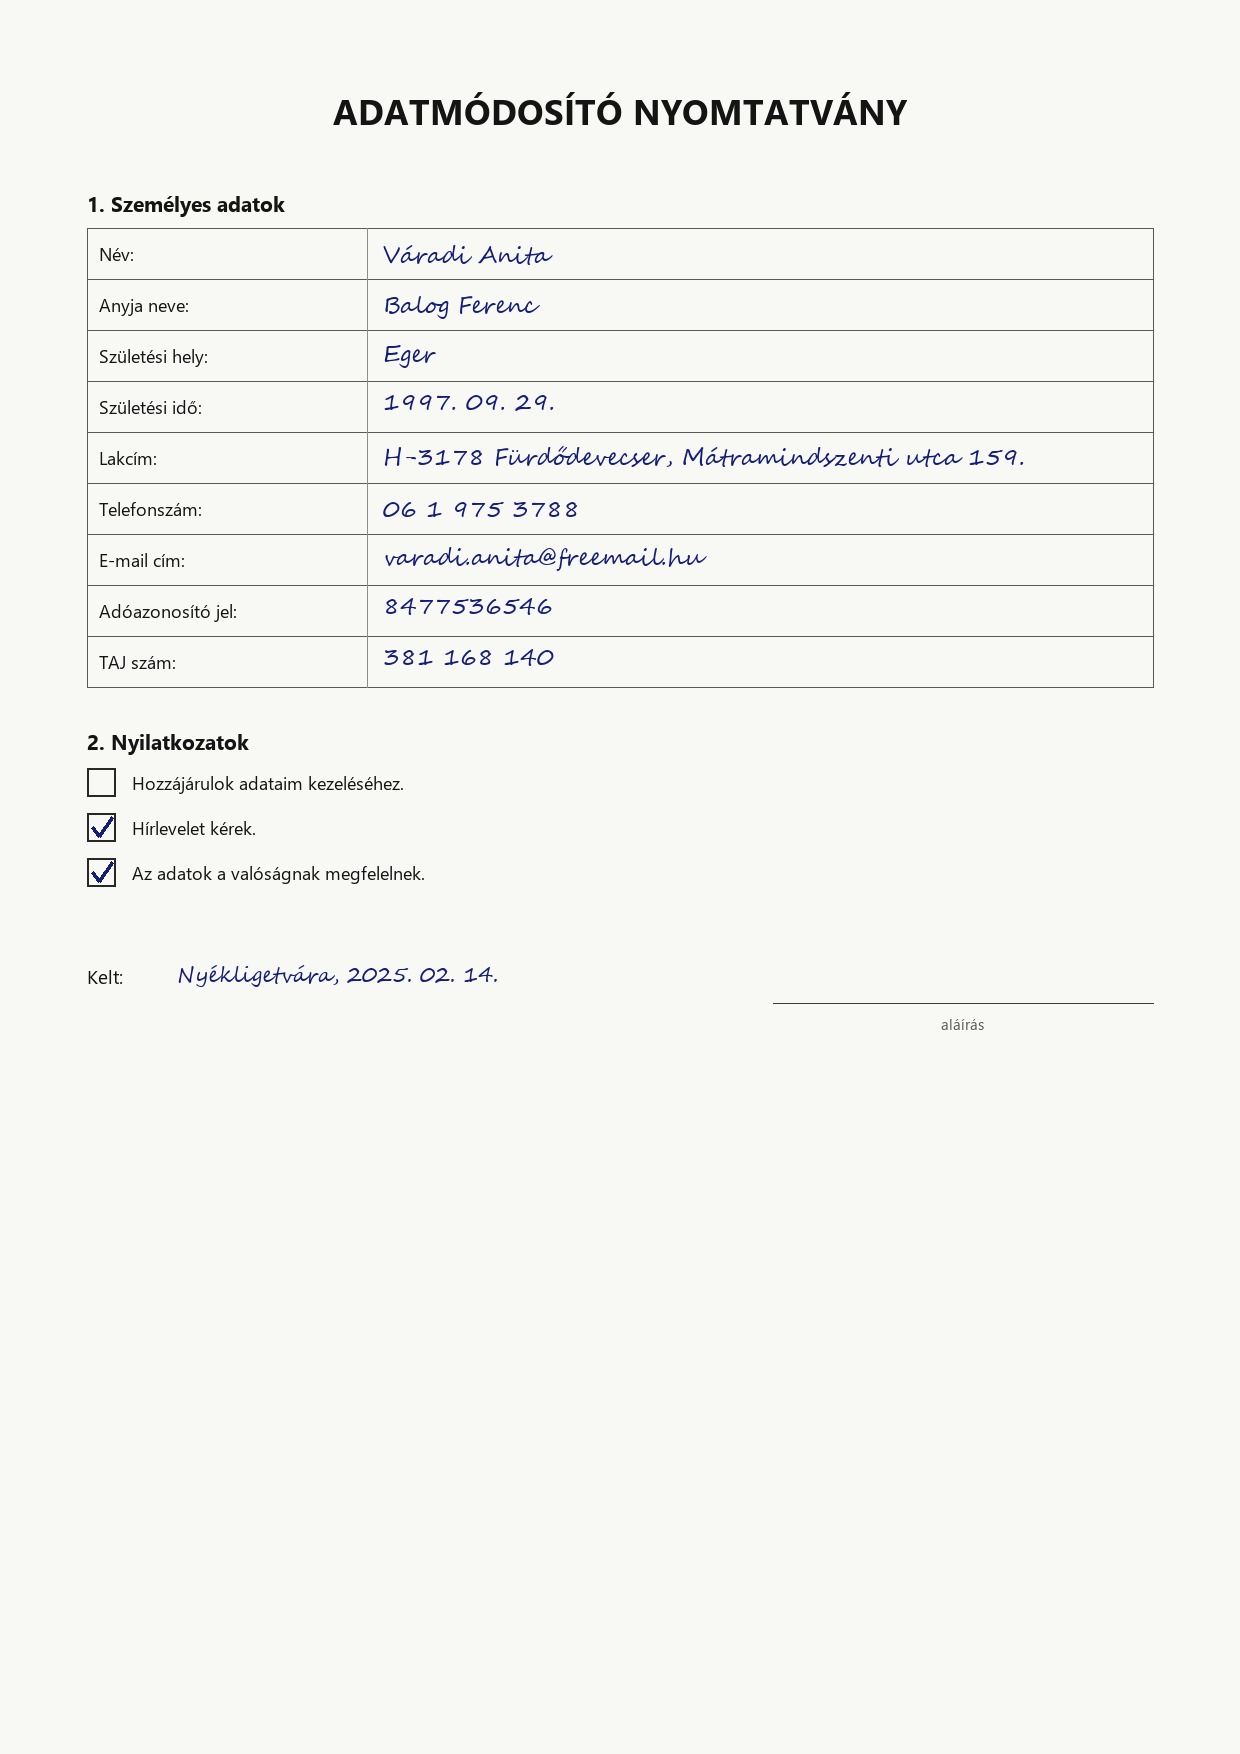 ADATMÓDOSÍTÓ NYOMTATVÁNY
1. Személyes adatok
Név: Váradi Anita
Anyja neve: Balog Ferenc
Születési hely: Eger
Születési idő: 1997. 09. 29.
Lakcím: H-3178 Fürdődevecser, Mátramindszenti utca 159.
Telefonszám: 06 1 975 3788
E-mail cím: varadi.anita@freemail.hu
Adóazonosító jel: 8477536546
TAJ szám: 381 168 140
2. Nyilatkozatok
Hozzájárulok adataim kezeléséhez.
Hírlevelet kérek.
Az adatok a valóságnak megfelelnek.
Kelt: Nyékligetvára, 2025. 02. 14.
aláírás